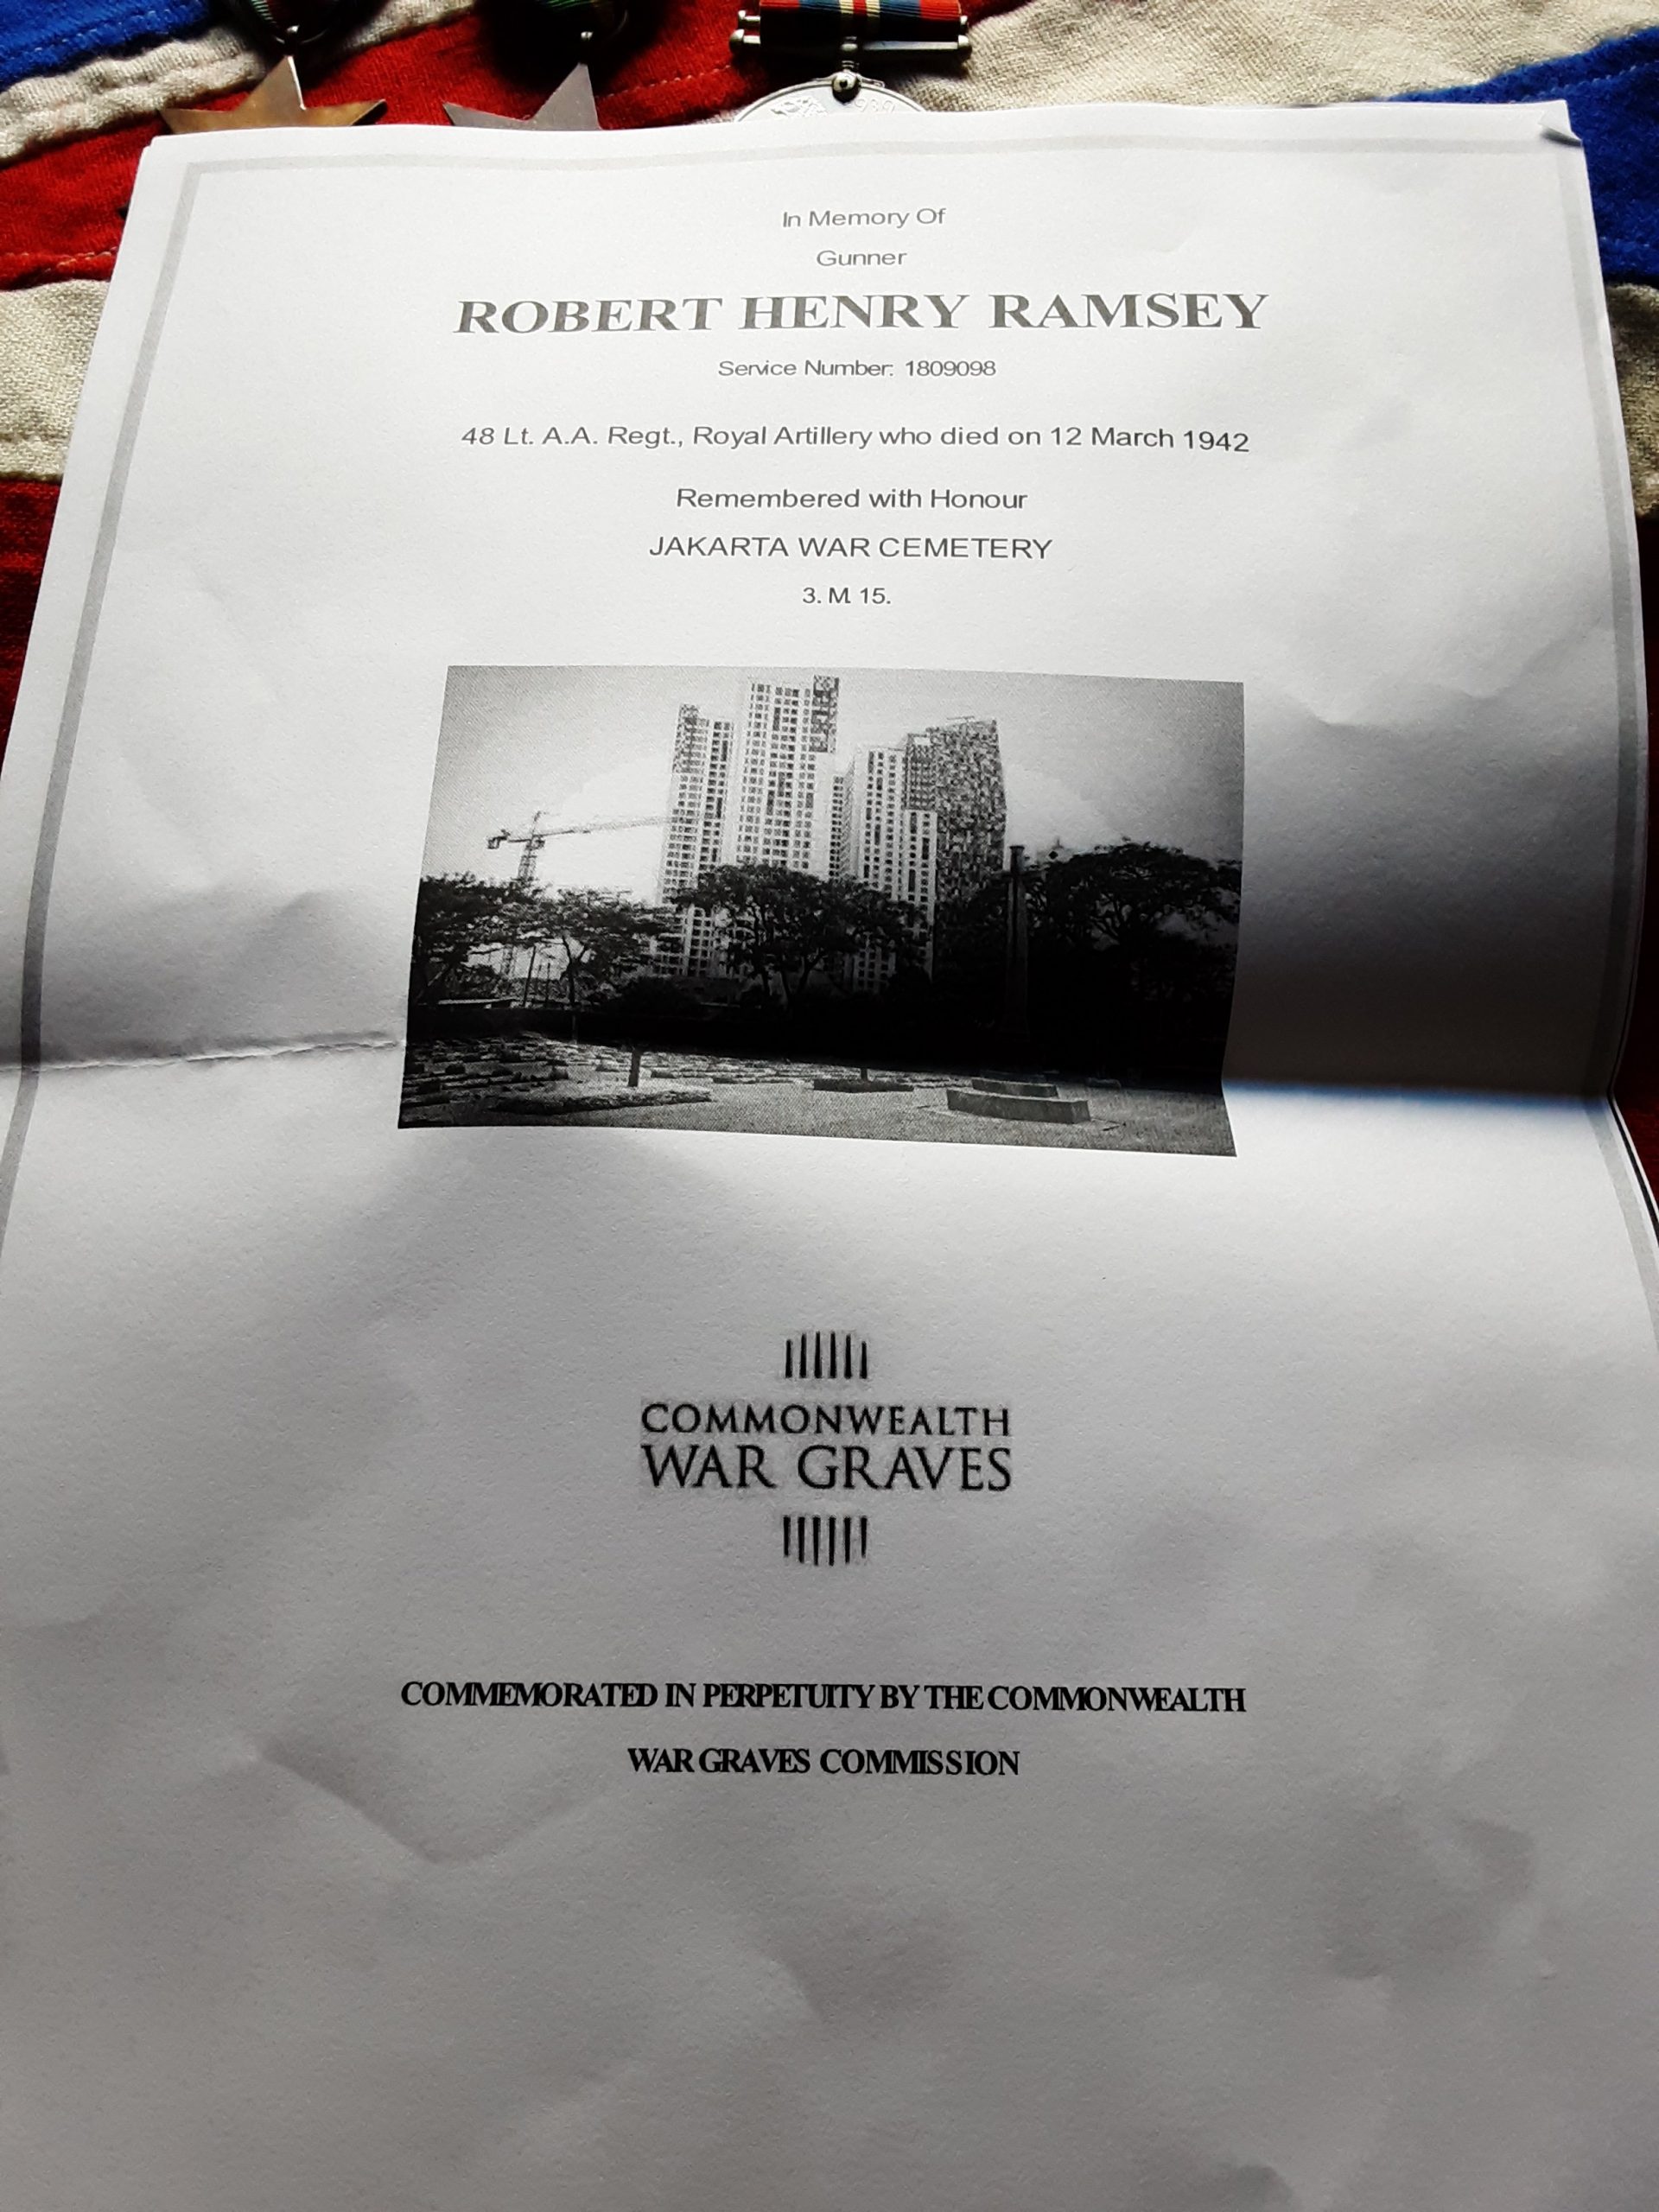 In Memory Of
Gunner
ROBERT HENRY RAMSEY
Service Number: 1809098
48 Lt. A.A. Regt., Royal Artillery who died on 12 March 1942
Remembered with Honour
JAKARTA WAR CEMETERY
3. M. 15.
COMMONWEALTH
WAR GRAVES
COMMEMORATED IN PERPETUITY BY THE COMMONWEALTH
WAR GRAVES COMMISSION